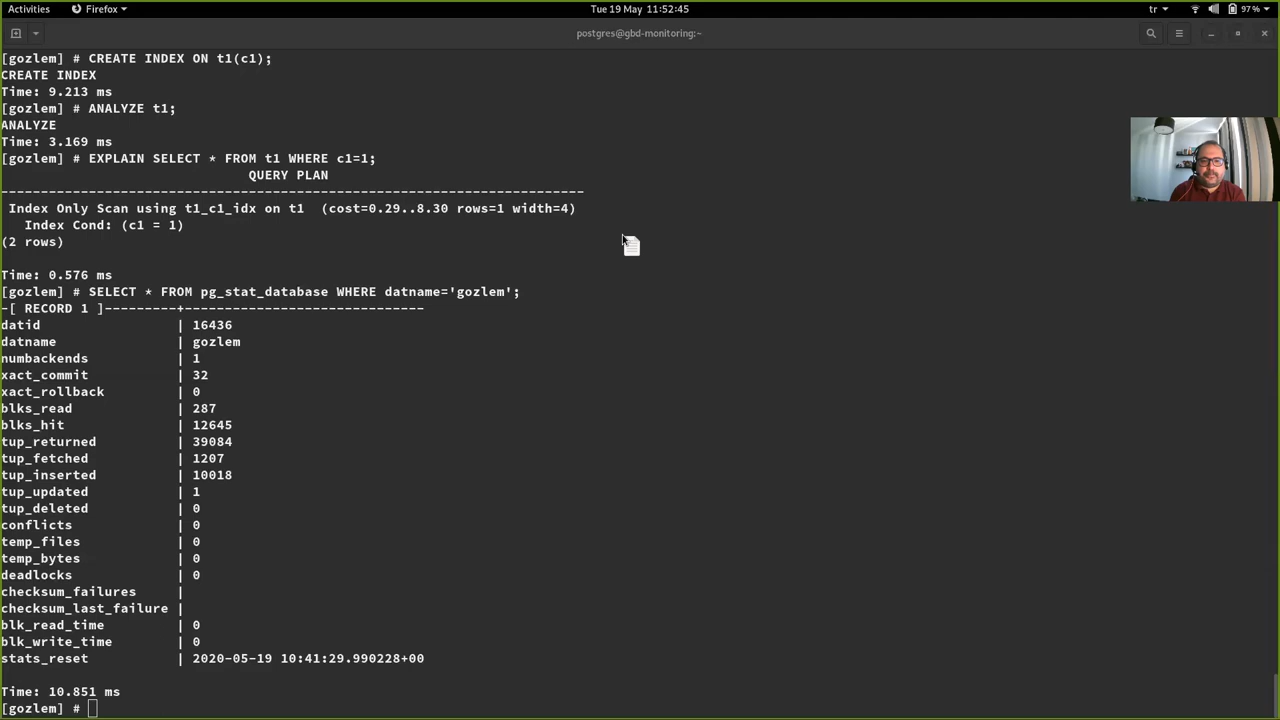 Activities Firefox Tue 19 May 11:52:45 tr 97%
postgres@gbd-monitoring:~
[gozlem] # CREATE INDEX ON t1(c1);
CREATE INDEX
Time: 9.213 ms
[gozlem] # ANALYZE t1;
ANALYZE
Time: 3.169 ms
[gozlem] # EXPLAIN SELECT * FROM t1 WHERE c1=1;
QUERY PLAN
-------------------------------------------------------------------------
Index Only Scan using t1_c1_idx on t1  (cost=0.29..8.30 rows=1 width=4)
Index Cond: (c1 = 1)
(2 rows)
Time: 0.576 ms
[gozlem] # SELECT * FROM pg_stat_database WHERE datname='gozlem';
-[ RECORD 1 ]---------+------------------------------
datid | 16436
datname | gozlem
numbackends | 1
xact_commit | 32
xact_rollback | 0
blks_read | 287
blks_hit | 12645
tup_returned | 39084
tup_fetched | 1207
tup_inserted | 10018
tup_updated | 1
tup_deleted | 0
conflicts | 0
temp_files | 0
temp_bytes | 0
deadlocks | 0
checksum_failures |
checksum_last_failure |
blk_read_time | 0
blk_write_time | 0
stats_reset | 2020-05-19 10:41:29.990228+00
Time: 10.851 ms
[gozlem] #